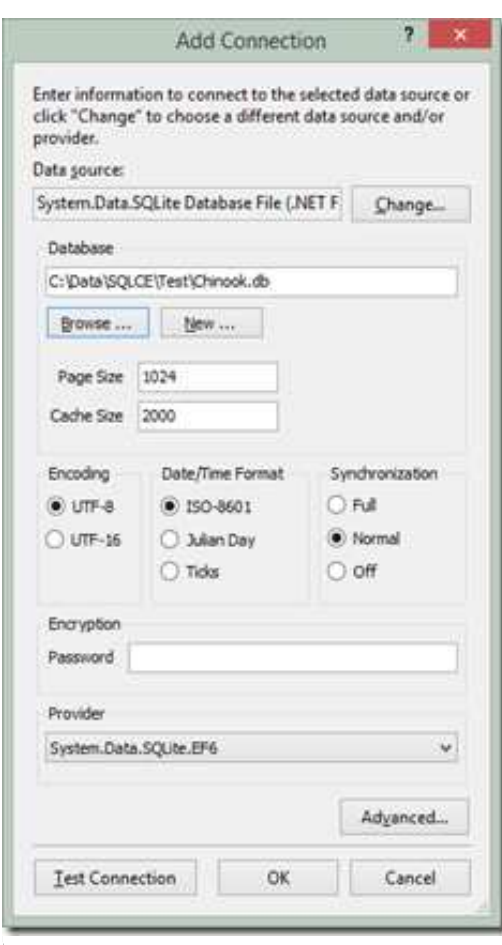 Add Connection
?
Enter information to connect to the selected data source or
click "Change" to choose a different data source and/or
provider.
Data source:
System.Data.SQLite Database File (.NET F
Change...
Database
C:\Data\SQLCE\Test\Chinook.db
Browse ...
New ...
Page Size 1024
Cache Size 2000
Encoding Date/Time Format Synchronization
UTF-8 ISO-8601 Full
UTF-16 Julian Day Normal
Ticks Off
Encryption
Password
Provider
System.Data.SQLite.EF6
Advanced...
Test Connection OK Cancel